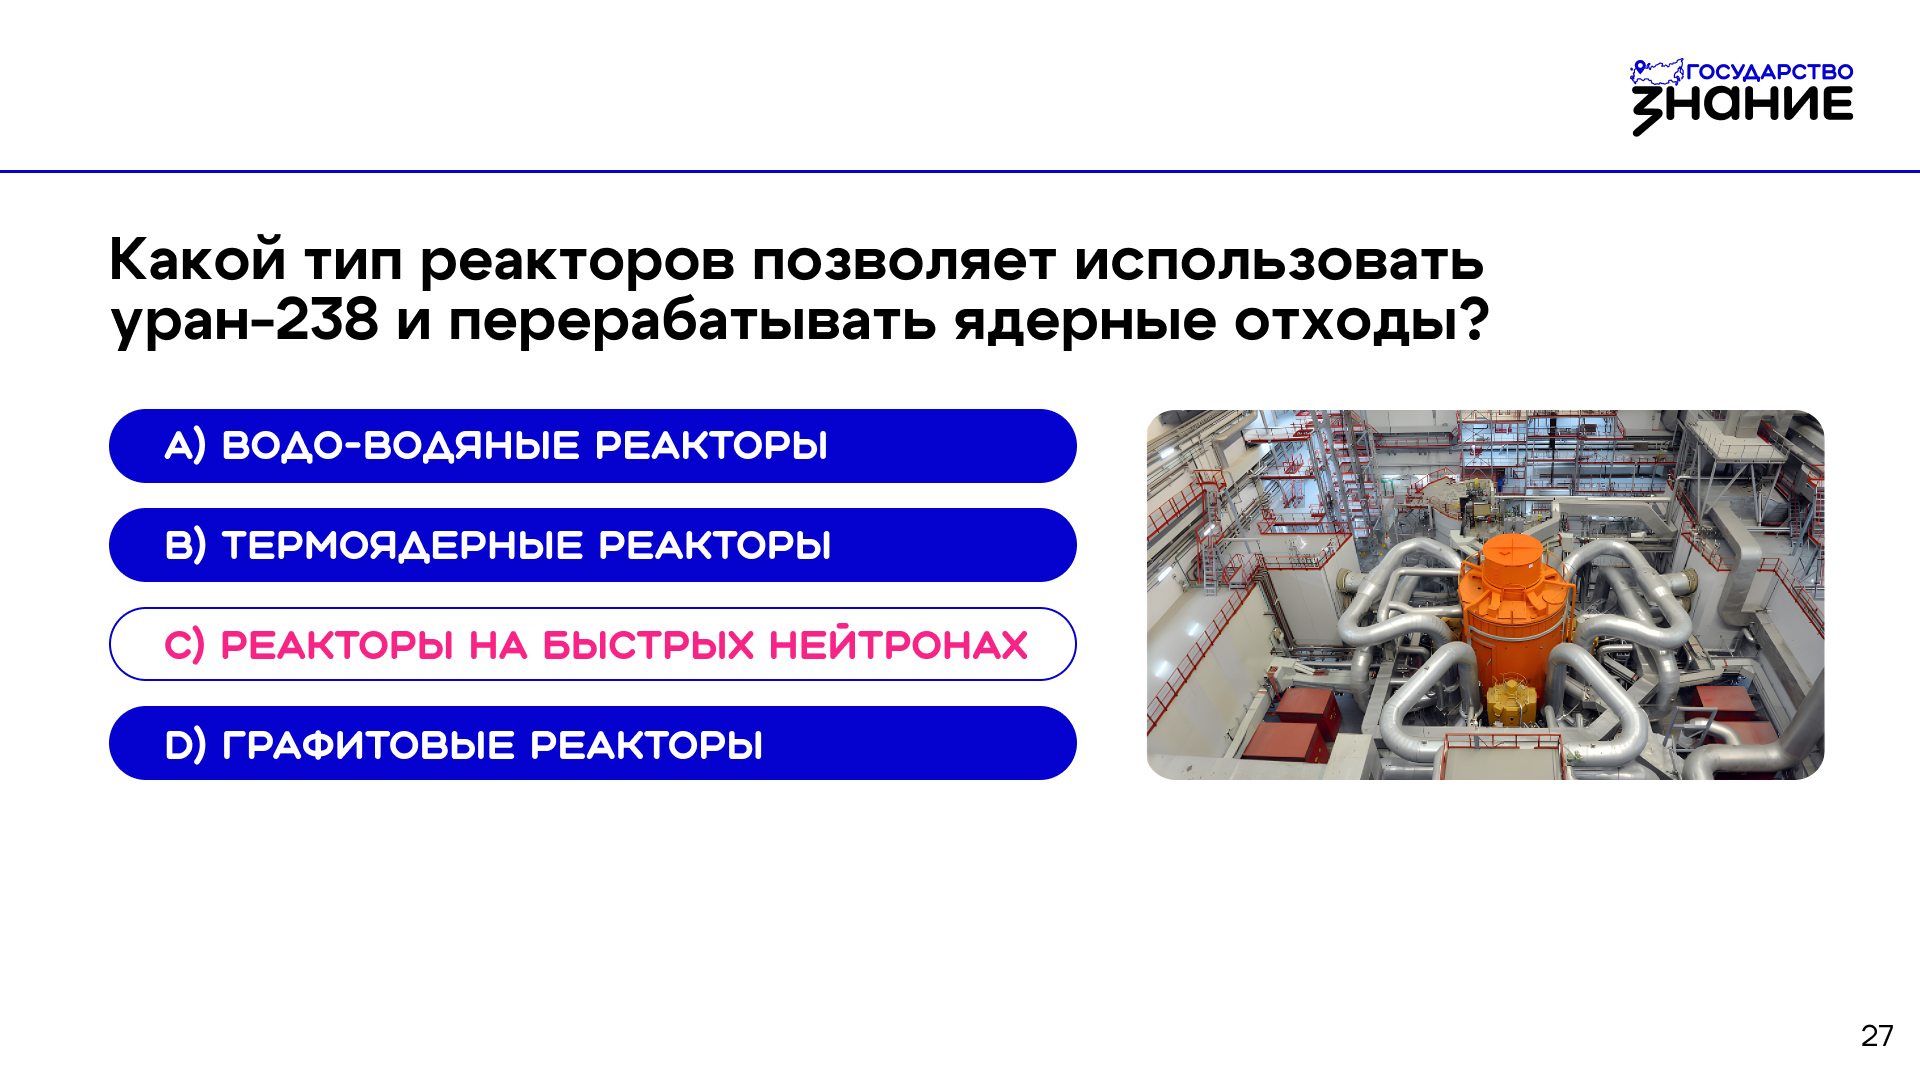 ГОСУДАРСТВО
ЗНАНИЕ
Какой тип реакторов позволяет использовать
уран-238 и перерабатывать ядерные отходы?
A) ВОДО-ВОДЯНЫЕ РЕАКТОРЫ
B) ТЕРМОЯДЕРНЫЕ РЕАКТОРЫ
C) РЕАКТОРЫ НА БЫСТРЫХ НЕЙТРОНАХ
D) ГРАФИТОВЫЕ РЕАКТОРЫ
27